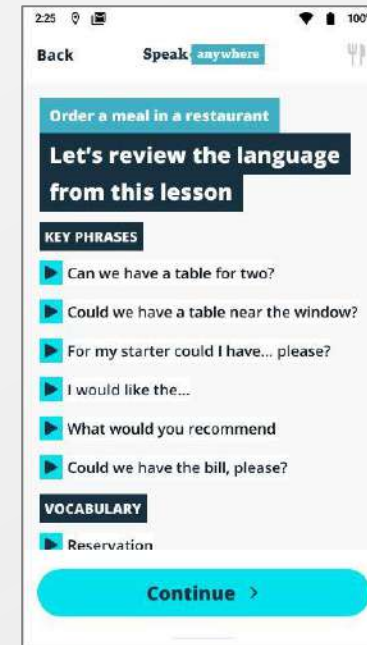 2:25 100%
Back Speak anywhere
Order a meal in a restaurant
Let's review the language
from this lesson
KEY PHRASES
Can we have a table for two?
Could we have a table near the window?
For my starter could I have... please?
I would like the...
What would you recommend
Could we have the bill, please?
VOCABULARY
Reservation
Continue